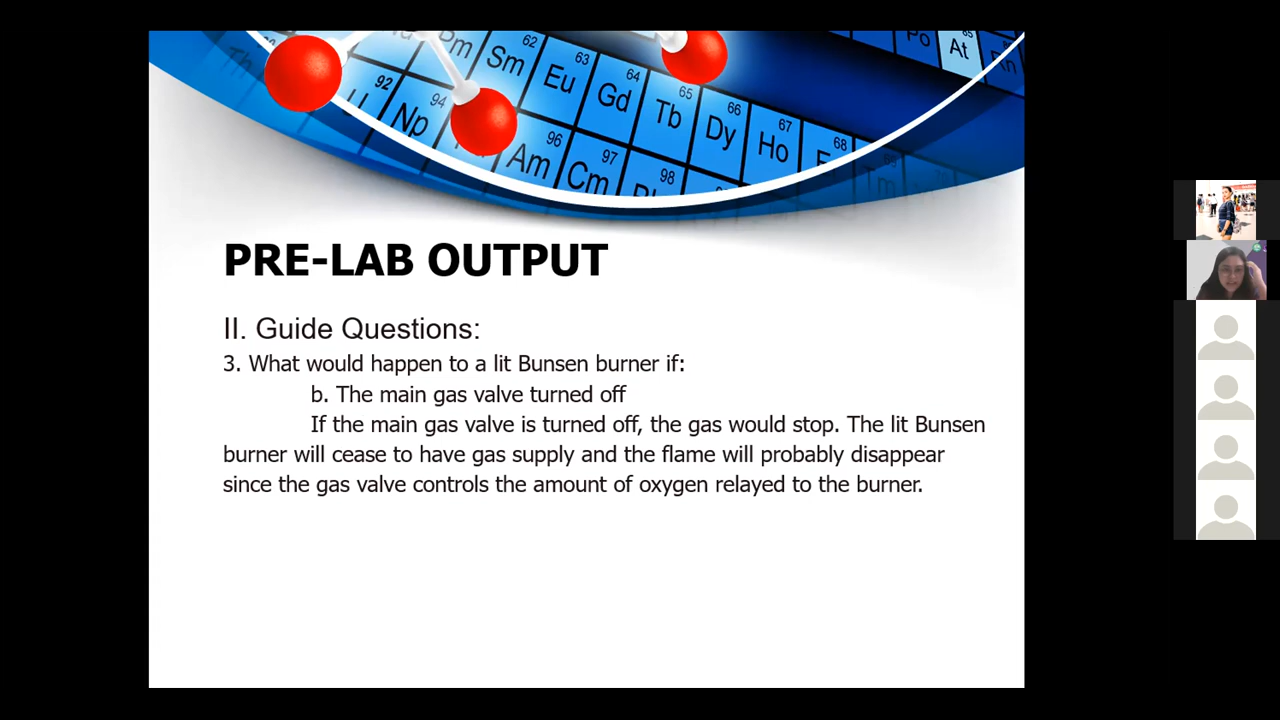 62
63
64
65
66
67
68
85
92
94
96
97
98
Th
Pm
Sm
Eu
Gd
Tb
Dy
Ho
Tm
Po
At
Rn
Np
Am
Cm
PRE-LAB OUTPUT
II. Guide Questions:
3. What would happen to a lit Bunsen burner if:
b. The main gas valve turned off
If the main gas valve is turned off, the gas would stop. The lit Bunsen
burner will cease to have gas supply and the flame will probably disappear
since the gas valve controls the amount of oxygen relayed to the burner.